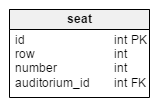 seat
id int PK
row int
number int
auditorium_id int FK